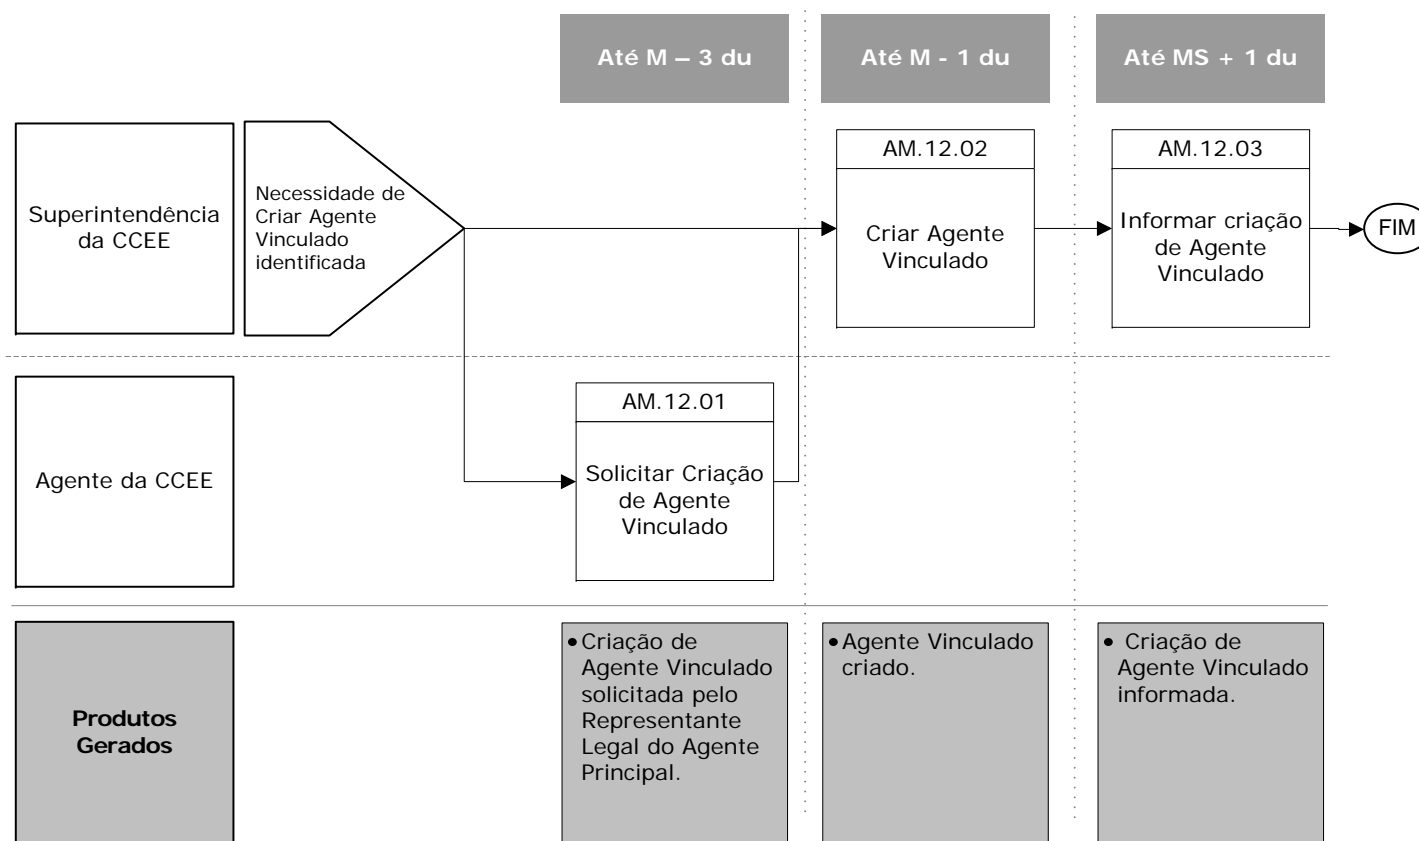 Até M – 3 du
Até M - 1 du
Até MS + 1 du
Superintendência
da CCEE
Necessidade de
Criar Agente
Vinculado
identificada
AM.12.02
Criar Agente
Vinculado
AM.12.03
Informar criação
de Agente
Vinculado
FIM
Agente da CCEE
AM.12.01
Solicitar Criação
de Agente
Vinculado
Produtos
Gerados
• Criação de
Agente Vinculado
solicitada pelo
Representante
Legal do Agente
Principal.
• Agente Vinculado
criado.
• Criação de
Agente Vinculado
informada.